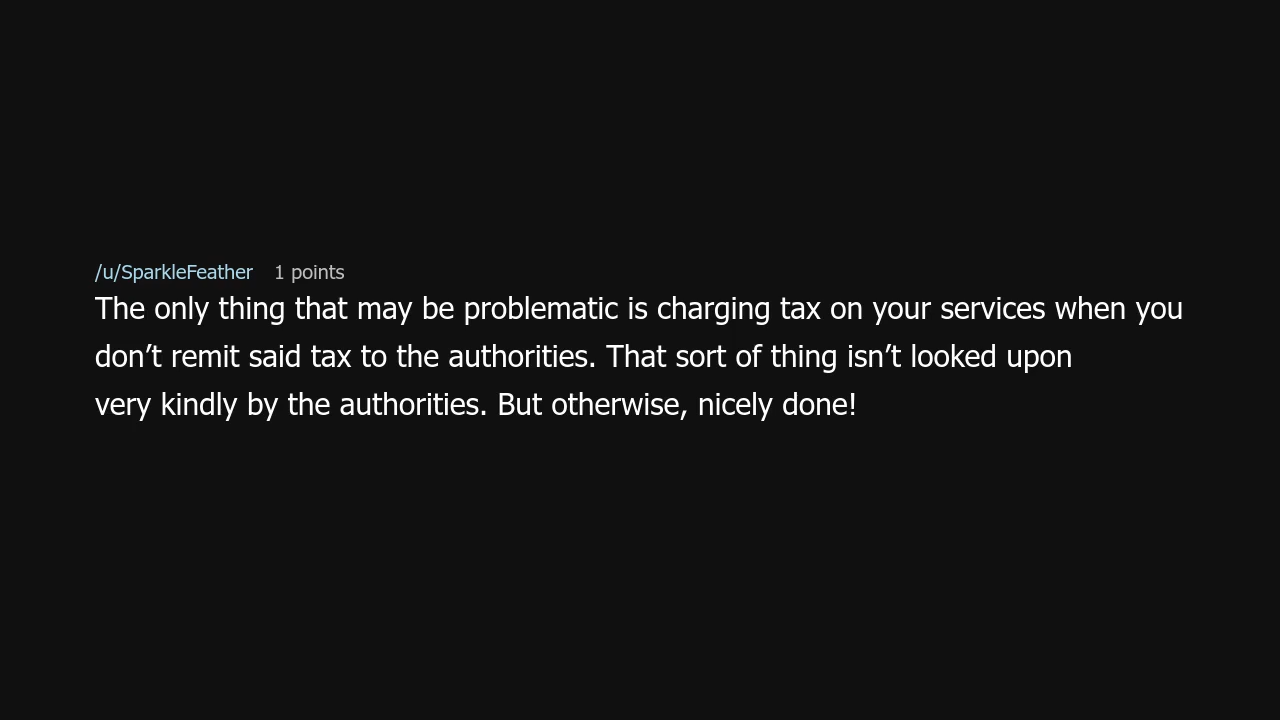 /u/SparkleFeather 1 points
The only thing that may be problematic is charging tax on your services when you
don’t remit said tax to the authorities. That sort of thing isn’t looked upon
very kindly by the authorities. But otherwise, nicely done!